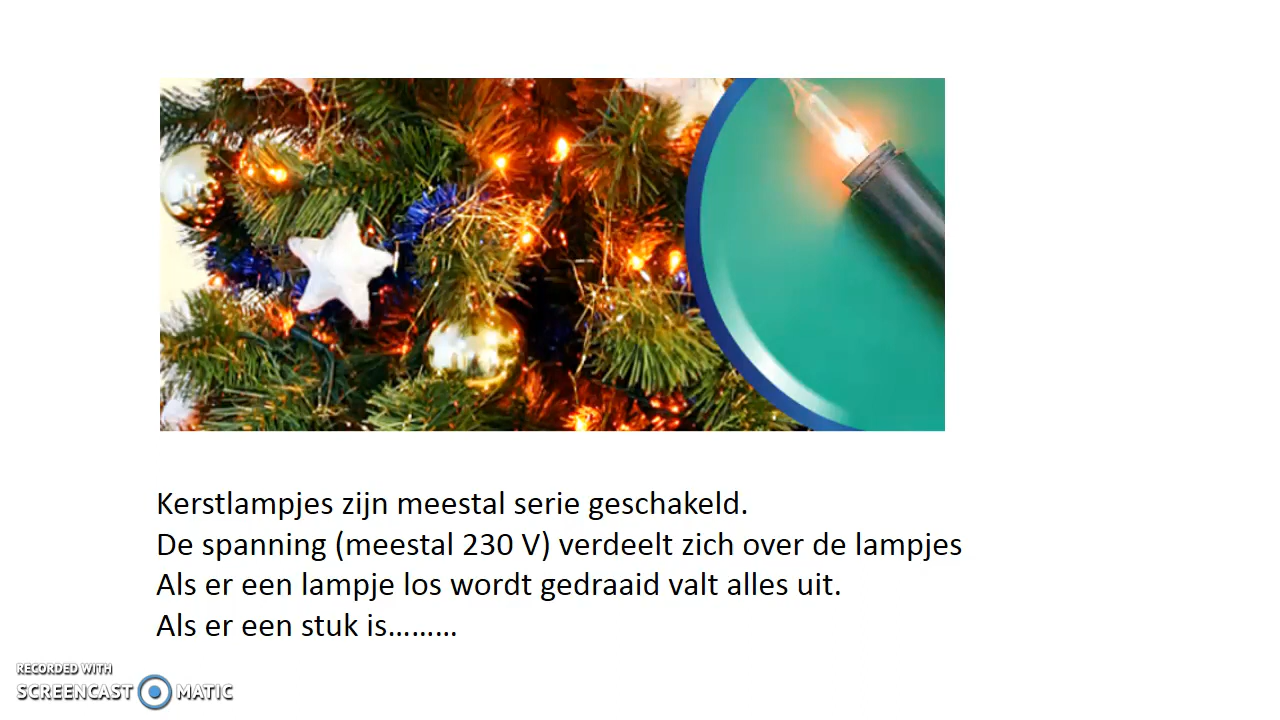 Kerstlampjes zijn meestal serie geschakeld.
De spanning (meestal 230 V) verdeelt zich over de lampjes
Als er een lampje los wordt gedraaid valt alles uit.
Als er een stuk is………
RECORDED WITH
SCREENCAST MATIC